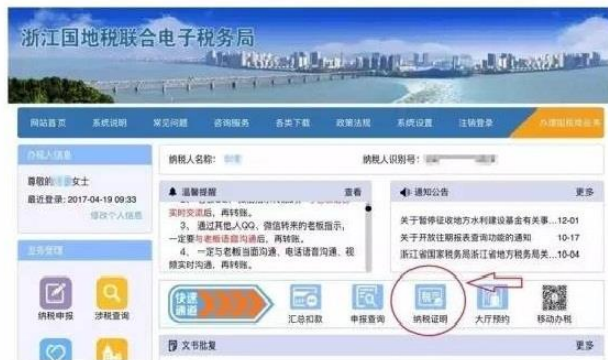 浙江国地税联合电子税务局
网站首页 系统说明 常见问题 咨询服务 各类下载 政策法规 系统设置 注销登录
办税人信息
纳税人名称： 纳税人识别号：
尊敬的 女士
最近登录: 2017-04-19 09:33
修改个人信息
温馨提醒 查看
实时交流后，再转账。
3、通过其他人QQ、微信转来的老板指示，
一定要与老板语音沟通后，再转账。
4、一定与老板当面沟通、电话语音沟通、视
频实时沟通，再转账。
通知公告 更多
关于暂停征收地方水利建设基金有关事...12-01
关于开放往期报表查询功能的通知 10-17
浙江省国家税务局浙江省地方税务局关...10-04
业务管理
纳税申报 涉税查询
快速通道
汇总扣款 申报查询 纳税证明 大厅预约 移动办税
文书批复 更多